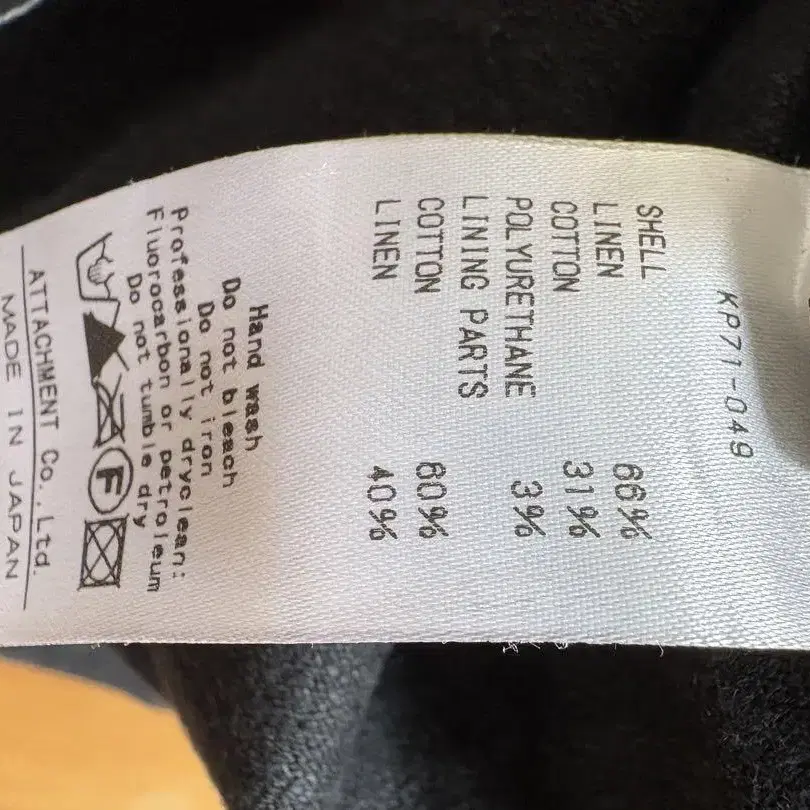 KP71-049
SHELL
LINEN 66%
COTTON 31%
POLYURETHANE 3%
LINING PARTS
COTTON 60%
LINEN 40%
Hand wash
Do not bleach
Do not iron
Professionally dryclean:
Fluorocarbon or petroleum
Do not tumble dry
F
ATTACHMENT Co.,Ltd.
MADE IN JAPAN